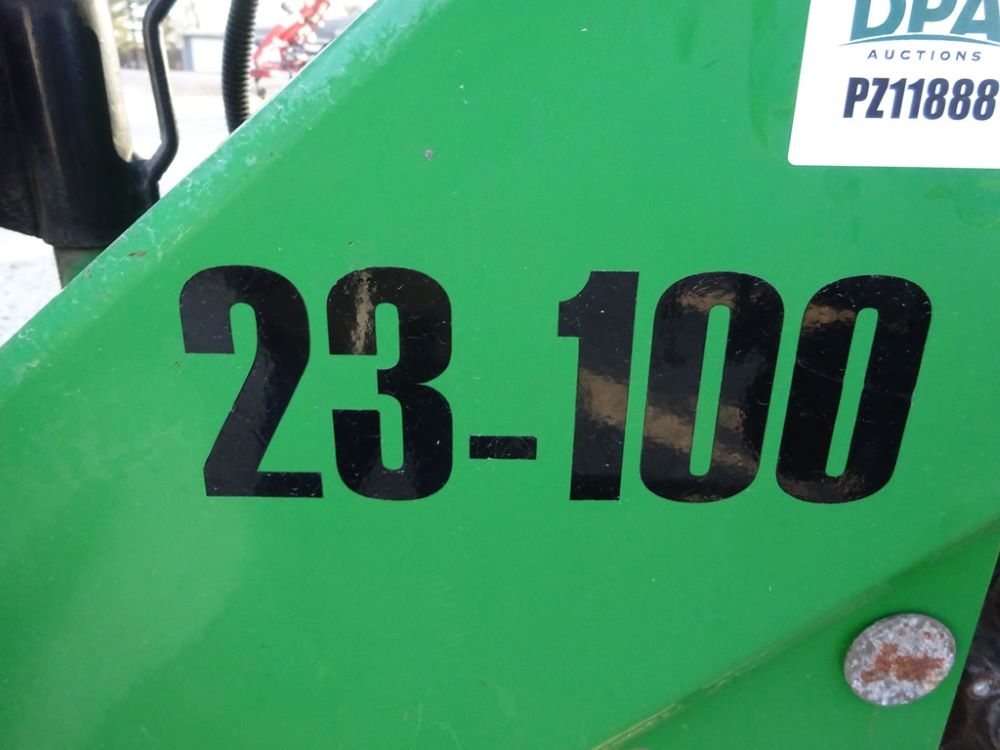 DPA
AUCTIONS
PZ11888
23-100